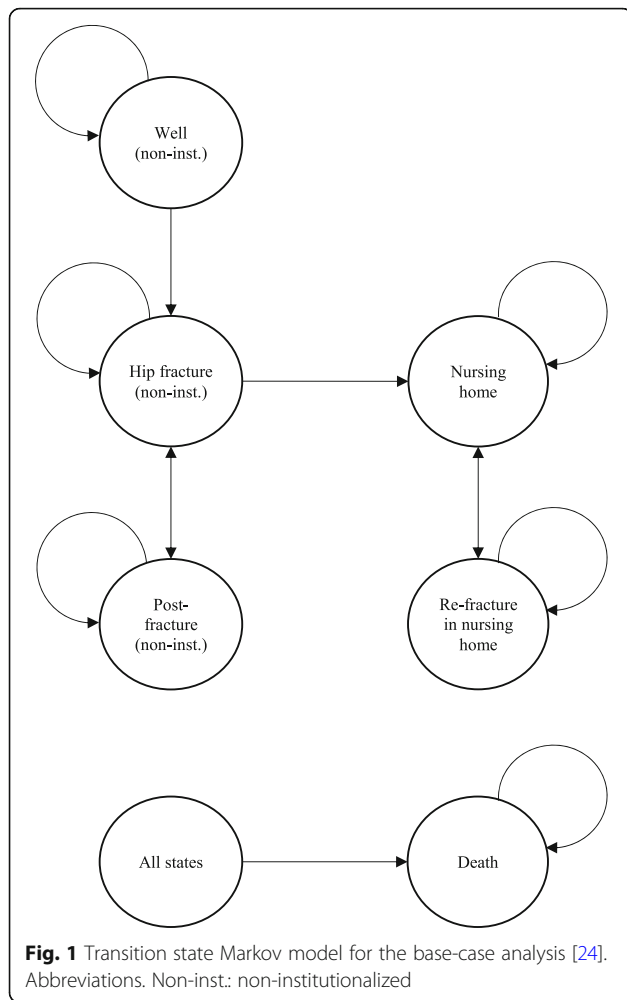 Well
(non-inst.)
Hip fracture
(non-inst.)
Nursing
home
Post-
fracture
(non-inst.)
Re-fracture
in nursing
home
All states
Death
Fig. 1 Transition state Markov model for the base-case analysis [24].
Abbreviations. Non-inst.: non-institutionalized